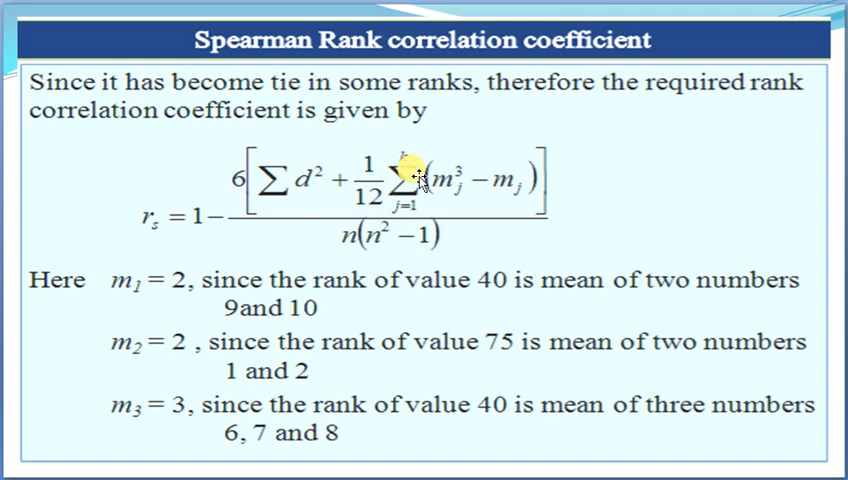 Spearman Rank correlation coefficient
Since it has become tie in some ranks, therefore the required rank
correlation coefficient is given by
r_s = 1 − 6[∑ d² + 1/12 ∑_{j=1}^{k} (m_j³ − m_j)] / n(n² − 1)
Here m₁ = 2, since the rank of value 40 is mean of two numbers
9and 10
m₂ = 2 , since the rank of value 75 is mean of two numbers
1 and 2
m₃ = 3, since the rank of value 40 is mean of three numbers
6, 7 and 8